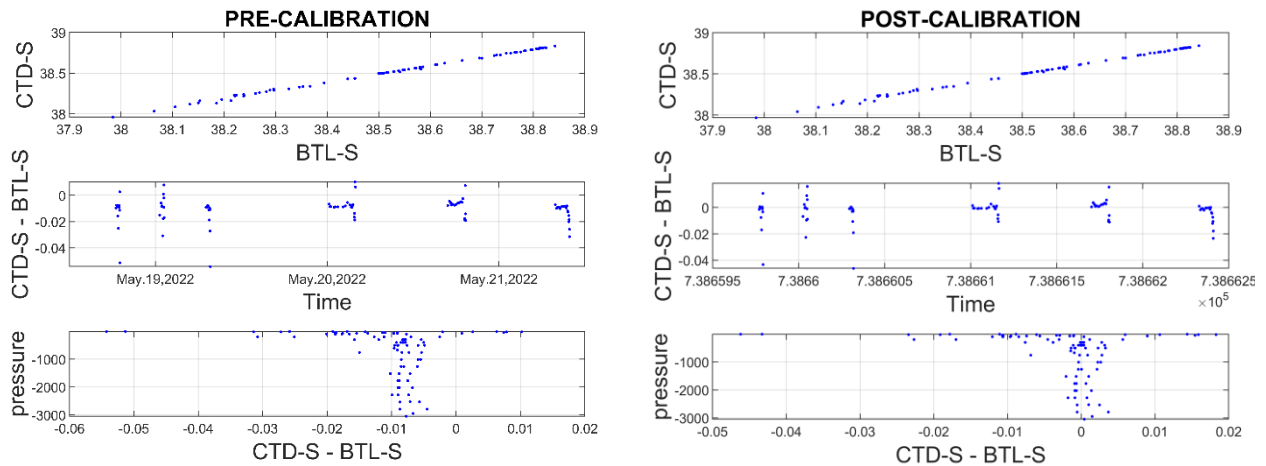 PRE-CALIBRATION
39
38.5
38
CTD-S
37.9 38 38.1 38.2 38.3 38.4 38.5 38.6 38.7 38.8 38.9
BTL-S
0
-0.02
-0.04
CTD-S - BTL-S
May.19,2022 May.20,2022 May.21,2022
Time
-1000
-2000
-3000
pressure
-0.06 -0.05 -0.04 -0.03 -0.02 -0.01 0 0.01 0.02
CTD-S - BTL-S
POST-CALIBRATION
39
38.5
38
CTD-S
37.9 38 38.1 38.2 38.3 38.4 38.5 38.6 38.7 38.8 38.9
BTL-S
0
-0.02
-0.04
CTD-S - BTL-S
7.386595 7.3866 7.386605 7.38661 7.386615 7.38662 7.386625
×10⁵
Time
-1000
-2000
-3000
pressure
-0.05 -0.04 -0.03 -0.02 -0.01 0 0.01 0.02
CTD-S - BTL-S